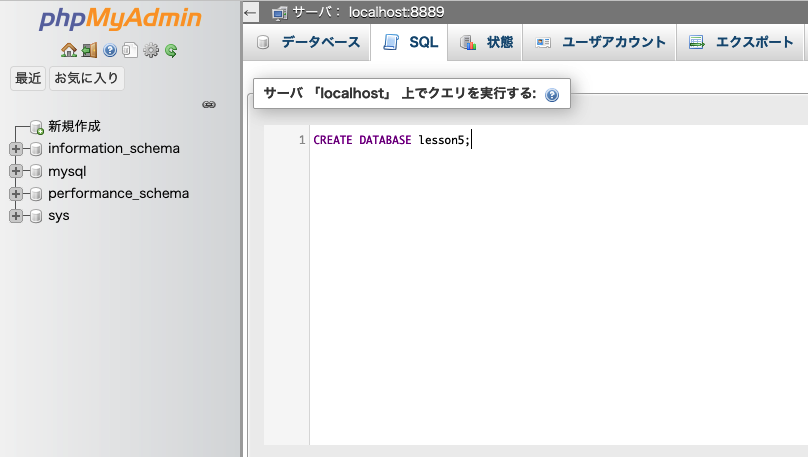 phpMyAdmin
最近 お気に入り
新規作成
information_schema
mysql
performance_schema
sys
サーバ： localhost:8889
データベース SQL 状態 ユーザアカウント エクスポート
サーバ 「localhost」 上でクエリを実行する:
1 CREATE DATABASE lesson5;